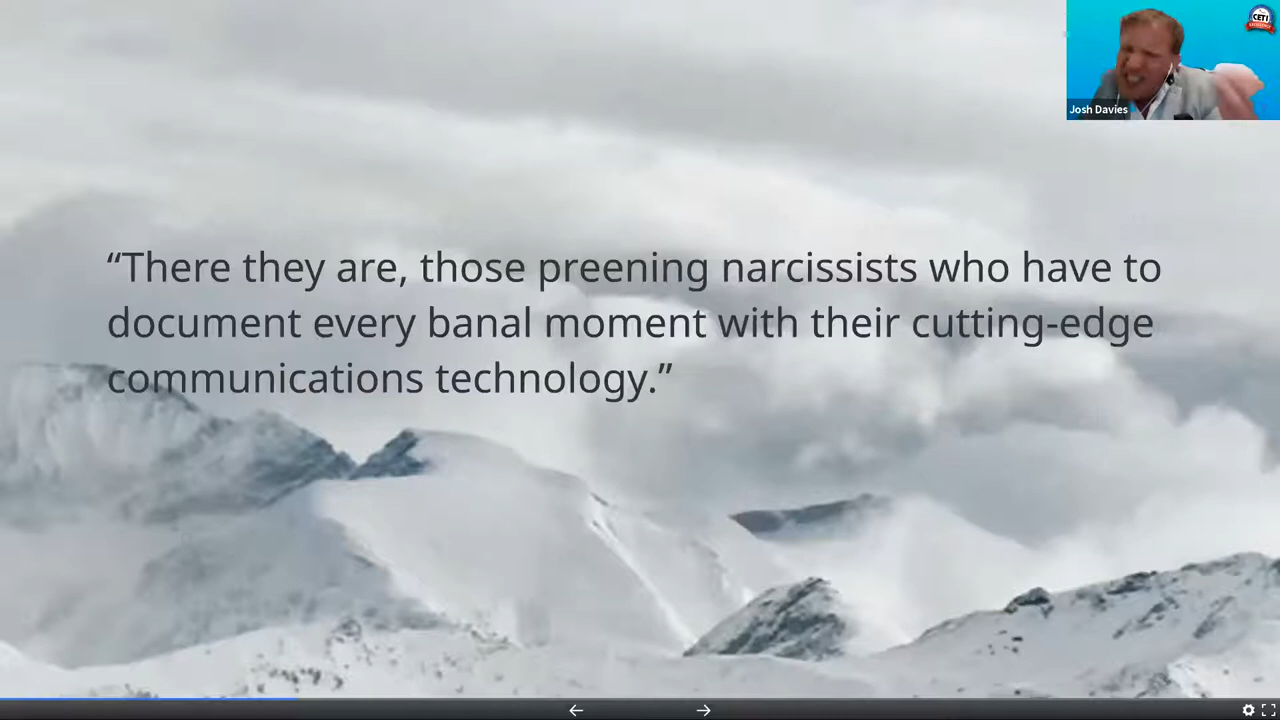 CETI
Josh Davies
“There they are, those preening narcissists who have to
document every banal moment with their cutting-edge
communications technology.”